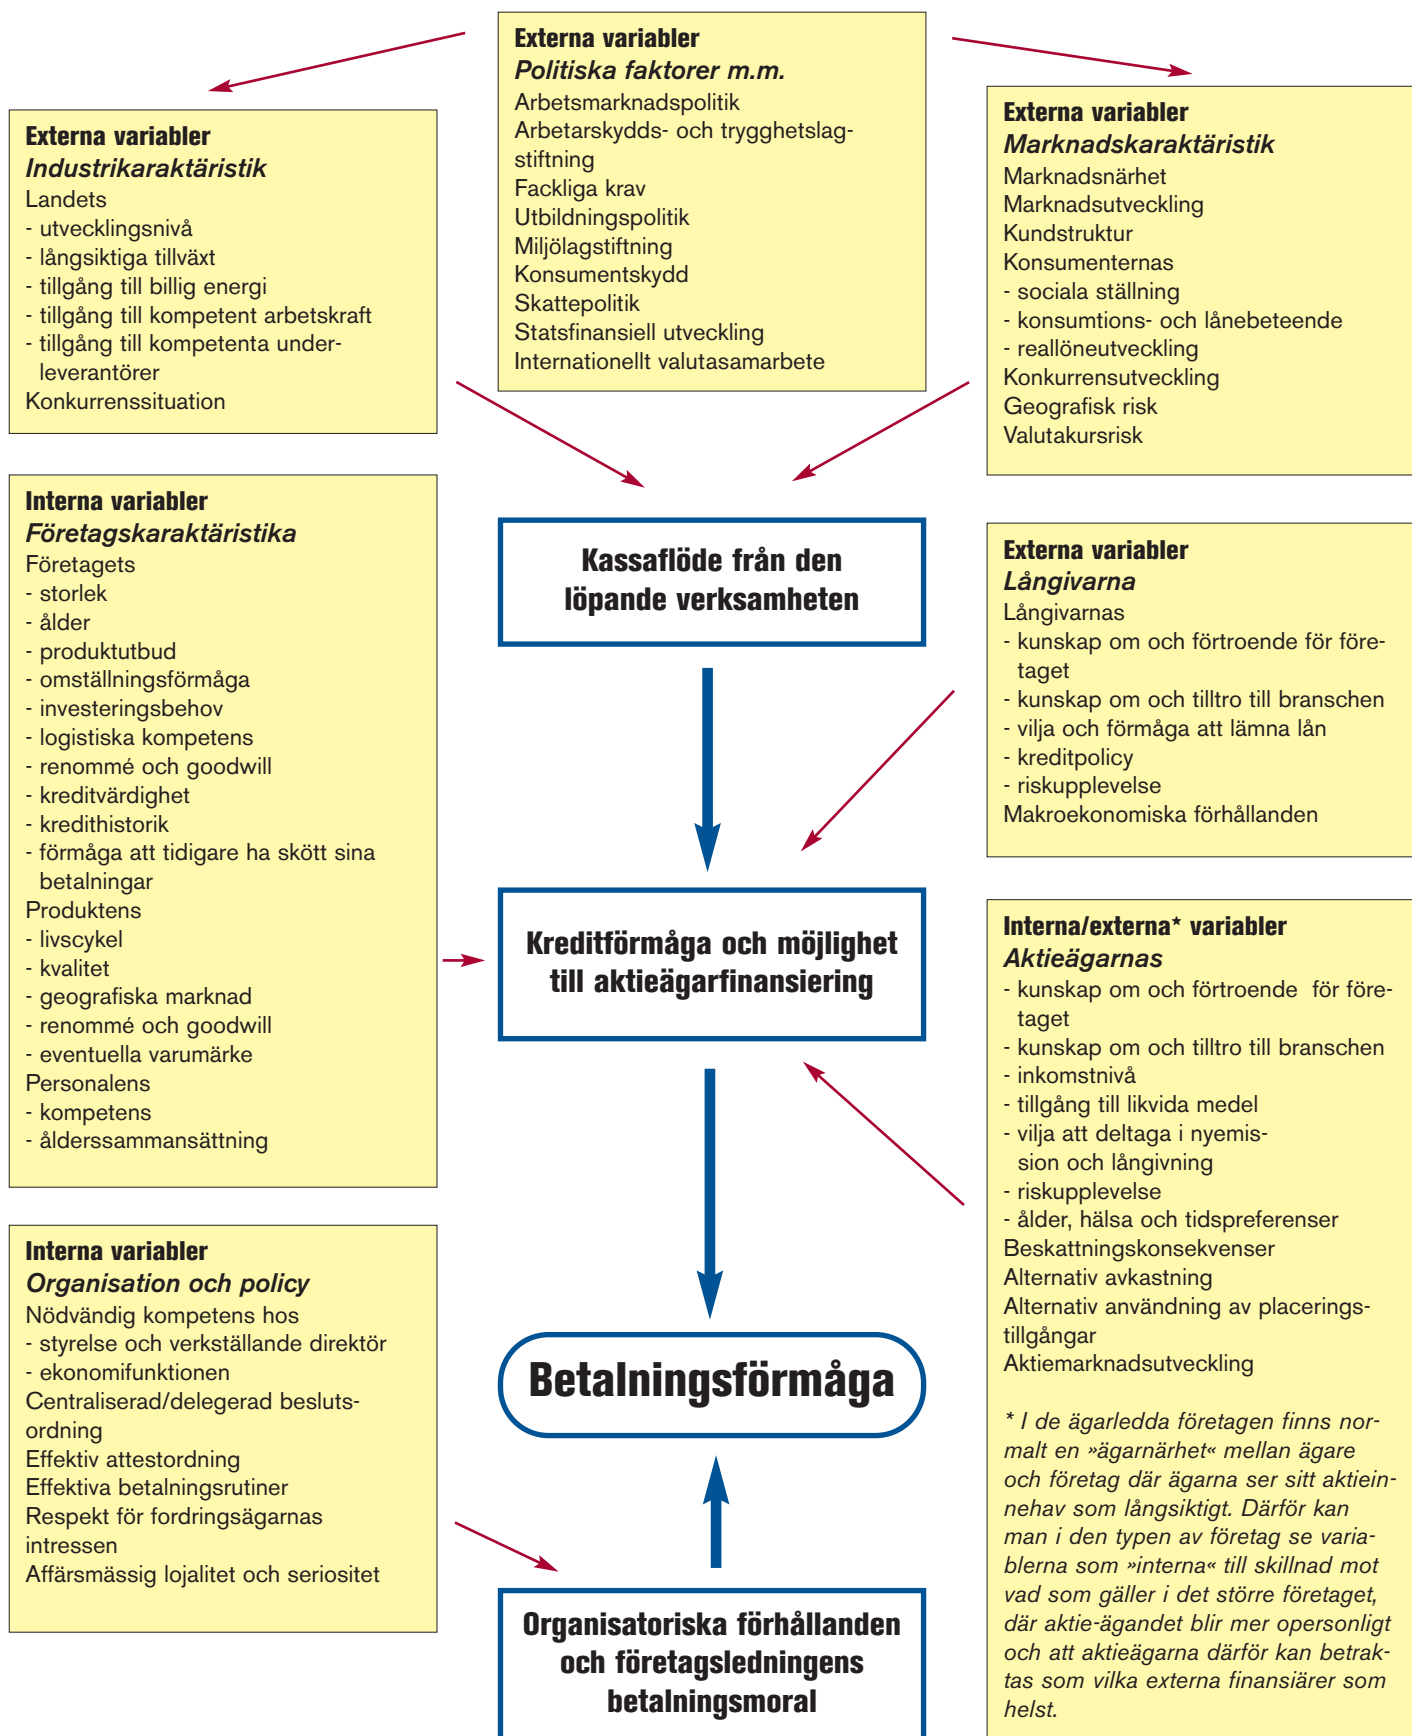 Externa variabler
Politiska faktorer m.m.
Arbetsmarknadspolitik
Arbetarskydds- och trygghetslag-
stiftning
Fackliga krav
Utbildningspolitik
Miljölagstiftning
Konsumentskydd
Skattepolitik
Statsfinansiell utveckling
Internationellt valutasamarbete
Externa variabler
Industrikaraktäristik
Landets
- utvecklingsnivå
- långsiktiga tillväxt
- tillgång till billig energi
- tillgång till kompetent arbetskraft
- tillgång till kompetenta under-
leverantörer
Konkurrenssituation
Externa variabler
Marknadskaraktäristik
Marknadsnärhet
Marknadsutveckling
Kundstruktur
Konsumenternas
- sociala ställning
- konsumtions- och lånebeteende
- reallöneutveckling
Konkurrensutveckling
Geografisk risk
Valutakursrisk
Interna variabler
Företagskaraktäristika
Företagets
- storlek
- ålder
- produktutbud
- omställningsförmåga
- investeringsbehov
- logistiska kompetens
- renommé och goodwill
- kreditvärdighet
- kredithistorik
- förmåga att tidigare ha skött sina
betalningar
Produktens
- livscykel
- kvalitet
- geografiska marknad
- renommé och goodwill
- eventuella varumärke
Personalens
- kompetens
- ålderssammansättning
Kassaflöde från den
löpande verksamheten
Externa variabler
Långivarna
Långivarnas
- kunskap om och förtroende för före-
taget
- kunskap om och tilltro till branschen
- vilja och förmåga att lämna lån
- kreditpolicy
- riskupplevelse
Makroekonomiska förhållanden
Kreditförmåga och möjlighet
till aktieägarfinansiering
Interna/externa* variabler
Aktieägarnas
- kunskap om och förtroende för före-
taget
- kunskap om och tilltro till branschen
- inkomstnivå
- tillgång till likvida medel
- vilja att deltaga i nyemis-
sion och långivning
- riskupplevelse
- ålder, hälsa och tidspreferenser
Beskattningskonsekvenser
Alternativ avkastning
Alternativ användning av placerings-
tillgångar
Aktiemarknadsutveckling
* I de ägarledda företagen finns nor-
malt en »ägarnärhet« mellan ägare
och företag där ägarna ser sitt aktiein-
nehav som långsiktigt. Därför kan
man i den typen av företag se varia-
blerna som »interna« till skillnad mot
vad som gäller i det större företaget,
där aktie-ägandet blir mer opersonligt
och att aktieägarna därför kan betrak-
tas som vilka externa finansiärer som
helst.
Interna variabler
Organisation och policy
Nödvändig kompetens hos
- styrelse och verkställande direktör
- ekonomifunktionen
Centraliserad/delegerad besluts-
ordning
Effektiv attestordning
Effektiva betalningsrutiner
Respekt för fordringsägarnas
intressen
Affärsmässig lojalitet och seriositet
Betalningsförmåga
Organisatoriska förhållanden
och företagsledningens
betalningsmoral